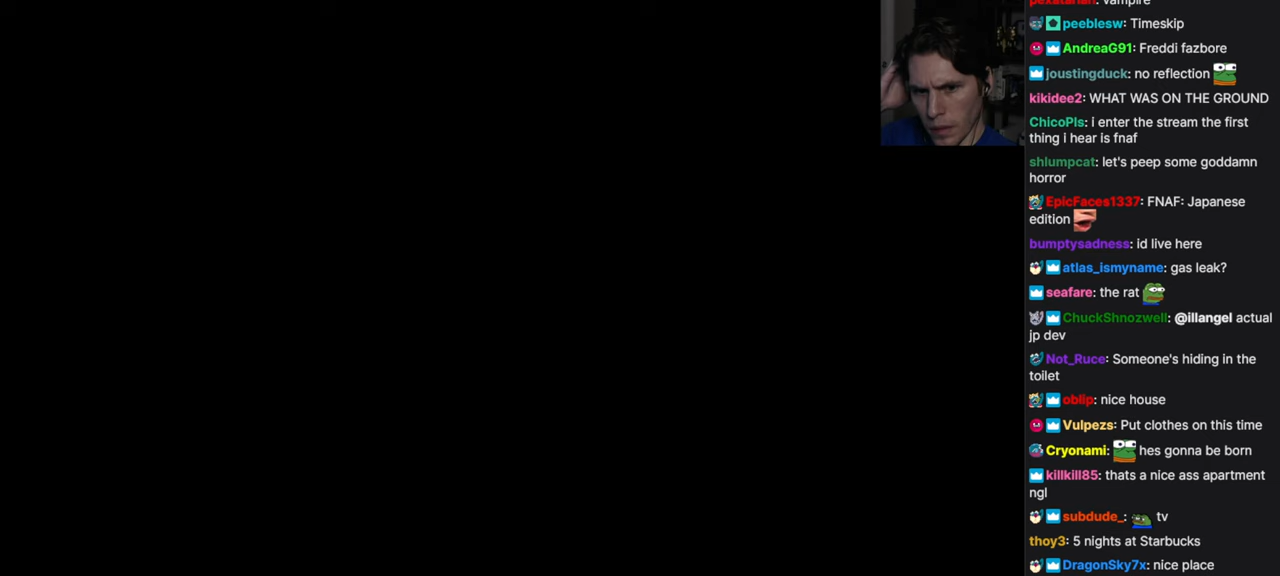 pexatarian: vampire
peeblesw: Timeskip
AndreaG91: Freddi fazbore
joustingduck: no reflection
kikidee2: WHAT WAS ON THE GROUND
ChicoPls: i enter the stream the first
thing i hear is fnaf
shlumpcat: let's peep some goddamn
horror
EpicFaces1337: FNAF: Japanese
edition
bumptysadness: id live here
atlas_ismyname: gas leak?
seafare: the rat
ChuckShnozwell: @illangel actual
jp dev
Not_Ruce: Someone's hiding in the
toilet
oblip: nice house
Vulpezs: Put clothes on this time
Cryonami: hes gonna be born
killkill85: thats a nice ass apartment
ngl
subdude_: tv
thoy3: 5 nights at Starbucks
DragonSky7x: nice place